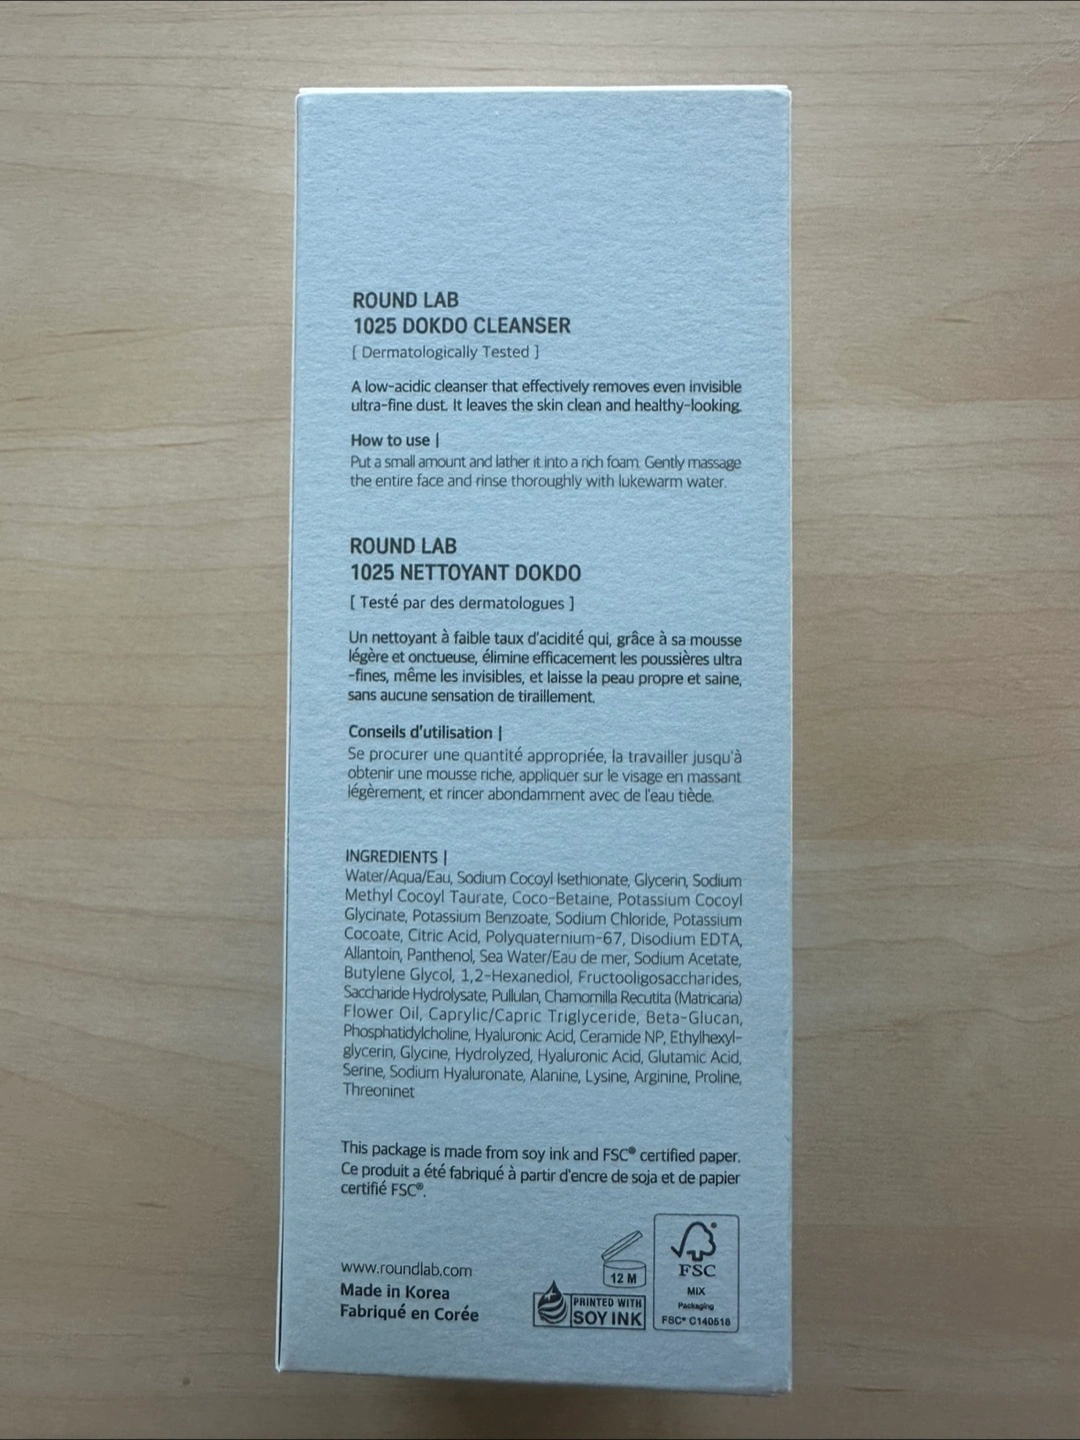 ROUND LAB
1025 DOKDO CLEANSER
[ Dermatologically Tested ]
A low-acidic cleanser that effectively removes even invisible
ultra-fine dust. It leaves the skin clean and healthy-looking.
How to use |
Put a small amount and lather it into a rich foam. Gently massage
the entire face and rinse thoroughly with lukewarm water.
ROUND LAB
1025 NETTOYANT DOKDO
[ Testé par des dermatologues ]
Un nettoyant à faible taux d'acidité qui, grâce à sa mousse
légère et onctueuse, élimine efficacement les poussières ultra
-fines, même les invisibles, et laisse la peau propre et saine,
sans aucune sensation de tiraillement.
Conseils d'utilisation |
Se procurer une quantité appropriée, la travailler jusqu'à
obtenir une mousse riche, appliquer sur le visage en massant
légèrement, et rincer abondamment avec de l'eau tiède.
INGREDIENTS |
Water/Aqua/Eau, Sodium Cocoyl Isethionate, Glycerin, Sodium
Methyl Cocoyl Taurate, Coco-Betaine, Potassium Cocoyl
Glycinate, Potassium Benzoate, Sodium Chloride, Potassium
Cocoate, Citric Acid, Polyquaternium-67, Disodium EDTA,
Allantoin, Panthenol, Sea Water/Eau de mer, Sodium Acetate,
Butylene Glycol, 1,2-Hexanediol, Fructooligosaccharides,
Saccharide Hydrolysate, Pullulan, Chamomilla Recutita (Matricaria)
Flower Oil, Caprylic/Capric Triglyceride, Beta-Glucan,
Phosphatidylcholine, Hyaluronic Acid, Ceramide NP, Ethylhexyl-
glycerin, Glycine, Hydrolyzed, Hyaluronic Acid, Glutamic Acid,
Serine, Sodium Hyaluronate, Alanine, Lysine, Arginine, Proline,
Threoninet
This package is made from soy ink and FSC® certified paper.
Ce produit a été fabriqué à partir d'encre de soja et de papier
certifié FSC®.
www.roundlab.com
Made in Korea
Fabriqué en Corée
12 M
PRINTED WITH
SOY INK
FSC
MIX
Packaging
FSC® C140518